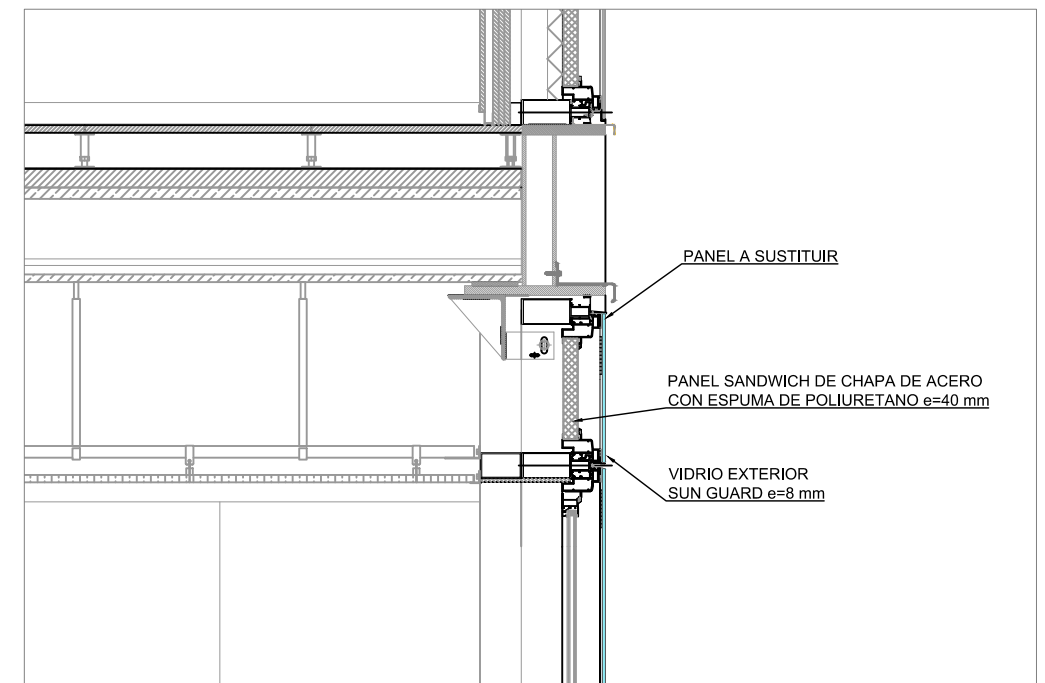 PANEL A SUSTITUIR
PANEL SANDWICH DE CHAPA DE ACERO
CON ESPUMA DE POLIURETANO e=40 mm
VIDRIO EXTERIOR
SUN GUARD e=8 mm